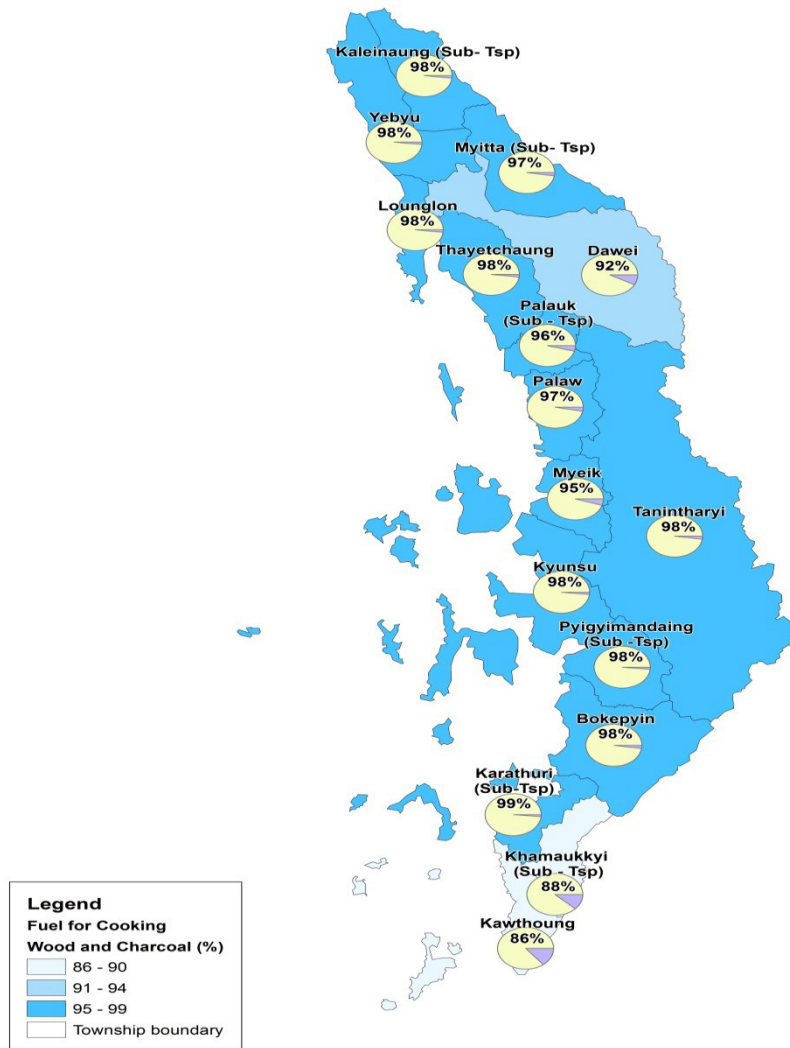 Kaleinaung (Sub- Tsp)
98%
Yebyu
98%
Myitta (Sub- Tsp)
97%
Lounglon
98%
Thayetchaung
98%
Dawei
92%
Palauk
(Sub - Tsp)
96%
Palaw
97%
Myeik
95%
Tanintharyi
98%
Kyunsu
98%
Pyigyimandaing
(Sub -Tsp)
98%
Bokepyin
98%
Karathuri
(Sub-Tsp)
99%
Khamaukkyi
(Sub - Tsp)
88%
Kawthoung
86%
Legend
Fuel for Cooking
Wood and Charcoal (%)
86 - 90
91 - 94
95 - 99
Township boundary